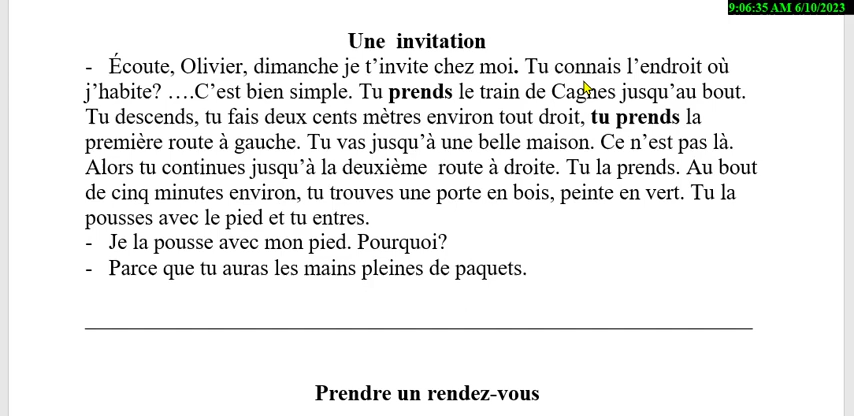 9:06:35 AM 6/10/2023
Une invitation
- Écoute, Olivier, dimanche je t’invite chez moi. Tu connais l’endroit où
j’habite? ….C’est bien simple. Tu prends le train de Cagnes jusqu’au bout.
Tu descends, tu fais deux cents mètres environ tout droit, tu prends la
première route à gauche. Tu vas jusqu’à une belle maison. Ce n’est pas là.
Alors tu continues jusqu’à la deuxième route à droite. Tu la prends. Au bout
de cinq minutes environ, tu trouves une porte en bois, peinte en vert. Tu la
pousses avec le pied et tu entres.
- Je la pousse avec mon pied. Pourquoi?
- Parce que tu auras les mains pleines de paquets.
Prendre un rendez-vous